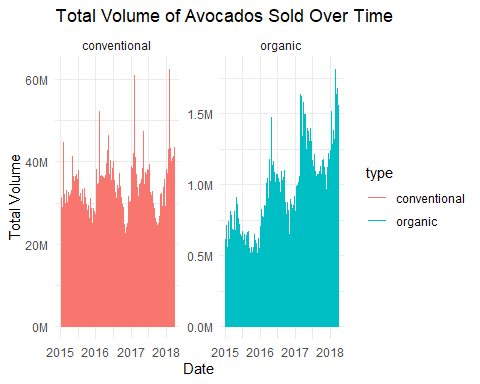 Total Volume of Avocados Sold Over Time
conventional
organic
60M
40M
20M
0M
1.5M
1.0M
0.5M
0.0M
2015 2016 2017 2018
2015 2016 2017 2018
Total Volume
Date
type
conventional
organic